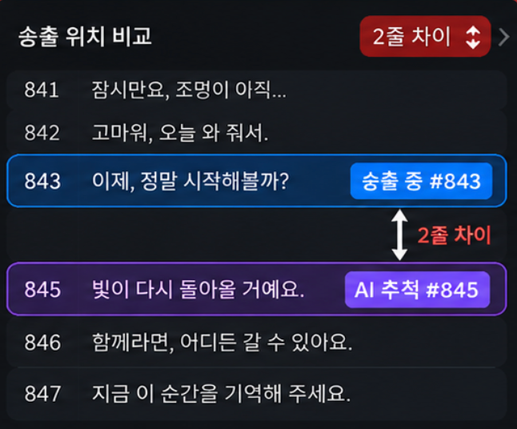 송출 위치 비교 2줄 차이
841 잠시만요, 조멍이 아직...
842 고마워, 오늘 와 줘서.
843 이제, 정말 시작해볼까? 숭출 중 #843
2졸 차이
845 빛이 다시 돌아올 거예요. AI 추척 #845
846 함께라면, 어디든 갈 수 있아요.
847 지금 이 순간을 기억해 주세요.